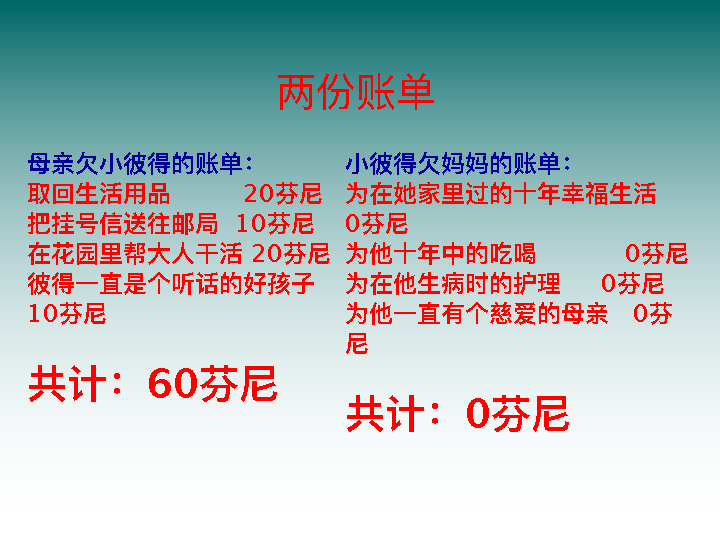 两份账单
母亲欠小彼得的账单：
取回生活用品 20芬尼
把挂号信送往邮局 10芬尼
在花园里帮大人干活 20芬尼
彼得一直是个听话的好孩子
10芬尼
共计：60芬尼
小彼得欠妈妈的账单：
为在她家里过的十年幸福生活
0芬尼
为他十年中的吃喝 0芬尼
为在他生病时的护理 0芬尼
为他一直有个慈爱的母亲 0芬
尼
共计：0芬尼